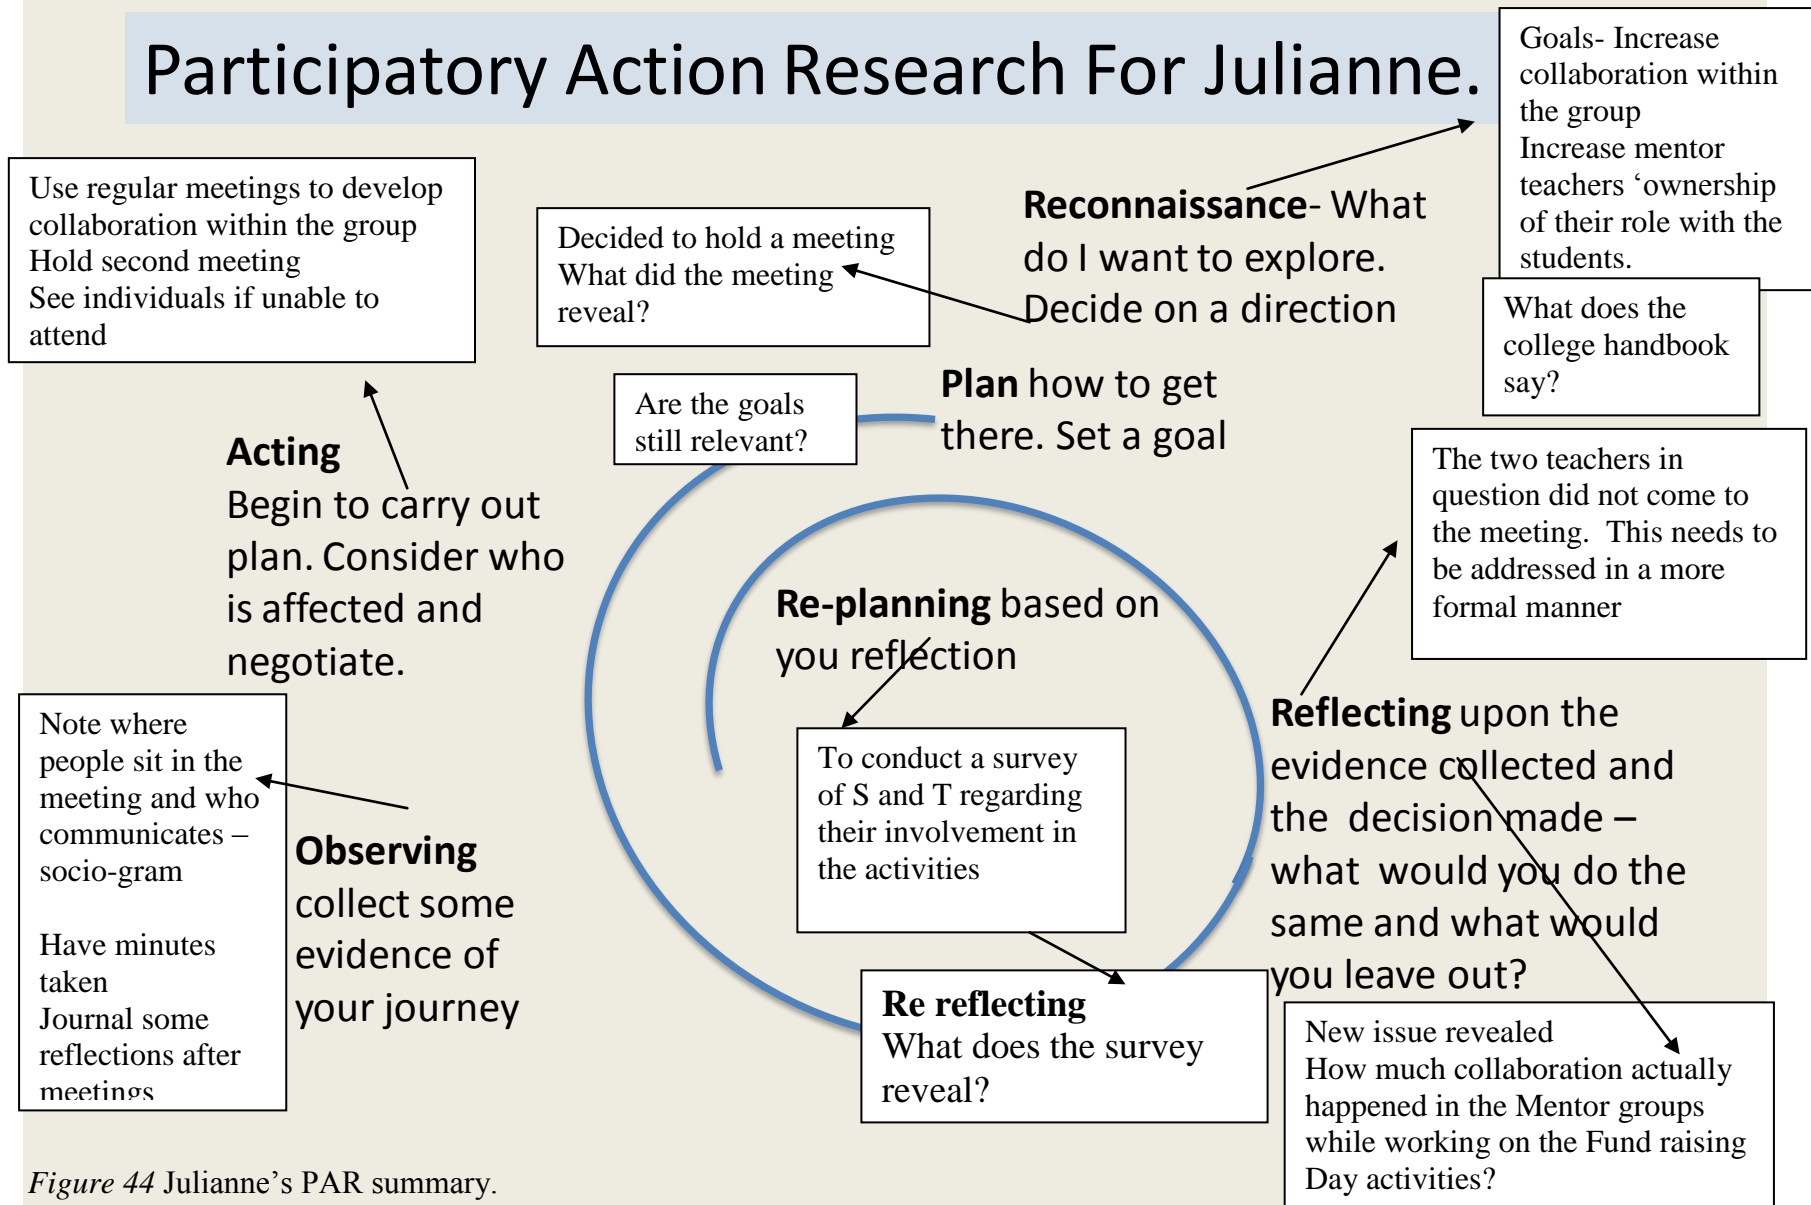 Participatory Action Research For Julianne.
Goals- Increase
collaboration within
the group
Increase mentor
teachers ‘ownership
of their role with the
students.
What does the
college handbook
say?
Reconnaissance- What
do I want to explore.
Decide on a direction
Decided to hold a meeting
What did the meeting
reveal?
Use regular meetings to develop
collaboration within the group
Hold second meeting
See individuals if unable to
attend
Plan how to get
there. Set a goal
Are the goals
still relevant?
Acting
Begin to carry out
plan. Consider who
is affected and
negotiate.
The two teachers in
question did not come to
the meeting.  This needs to
be addressed in a more
formal manner
Re-planning based on
you reflection
To conduct a survey
of S and T regarding
their involvement in
the activities
Note where
people sit in the
meeting and who
communicates –
socio-gram
Have minutes
taken
Journal some
reflections after
meetings
Observing
collect some
evidence of
your journey
Reflecting upon the
evidence collected and
the  decision made –
what  would you do the
same and what would
you leave out?
Re reflecting
What does the survey
reveal?
New issue revealed
How much collaboration actually
happened in the Mentor groups
while working on the Fund raising
Day activities?
Figure 44 Julianne’s PAR summary.